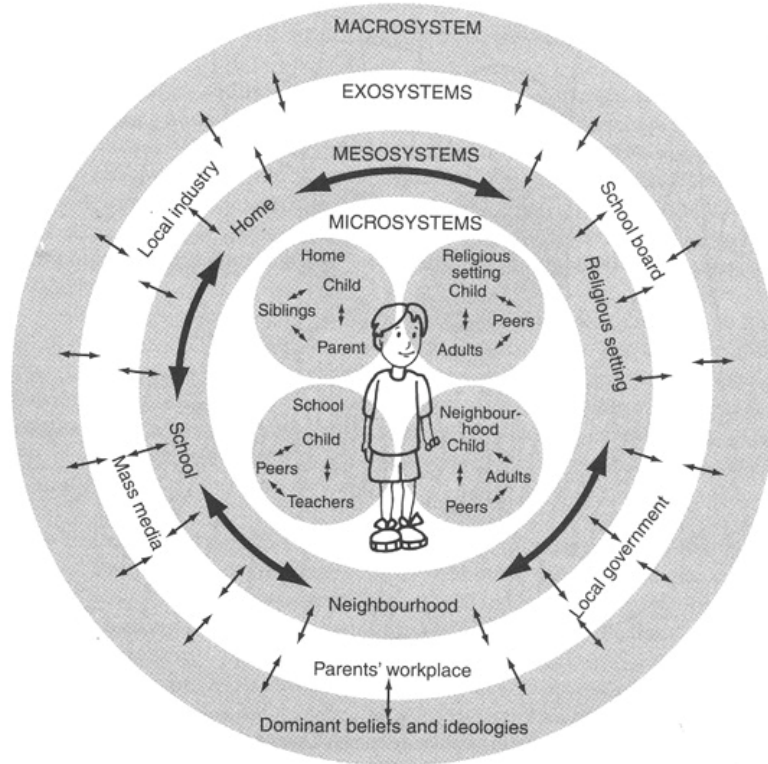 MACROSYSTEM
EXOSYSTEMS
MESOSYSTEMS
MICROSYSTEMS
Local industry
Home
School board
Religious setting
Home
Child
Siblings
Parent
Religious
setting
Child
Peers
Adults
School
Child
Peers
Teachers
Neighbour-
hood
Child
Adults
Peers
School
Mass media
Local government
Neighbourhood
Parents' workplace
Dominant beliefs and ideologies